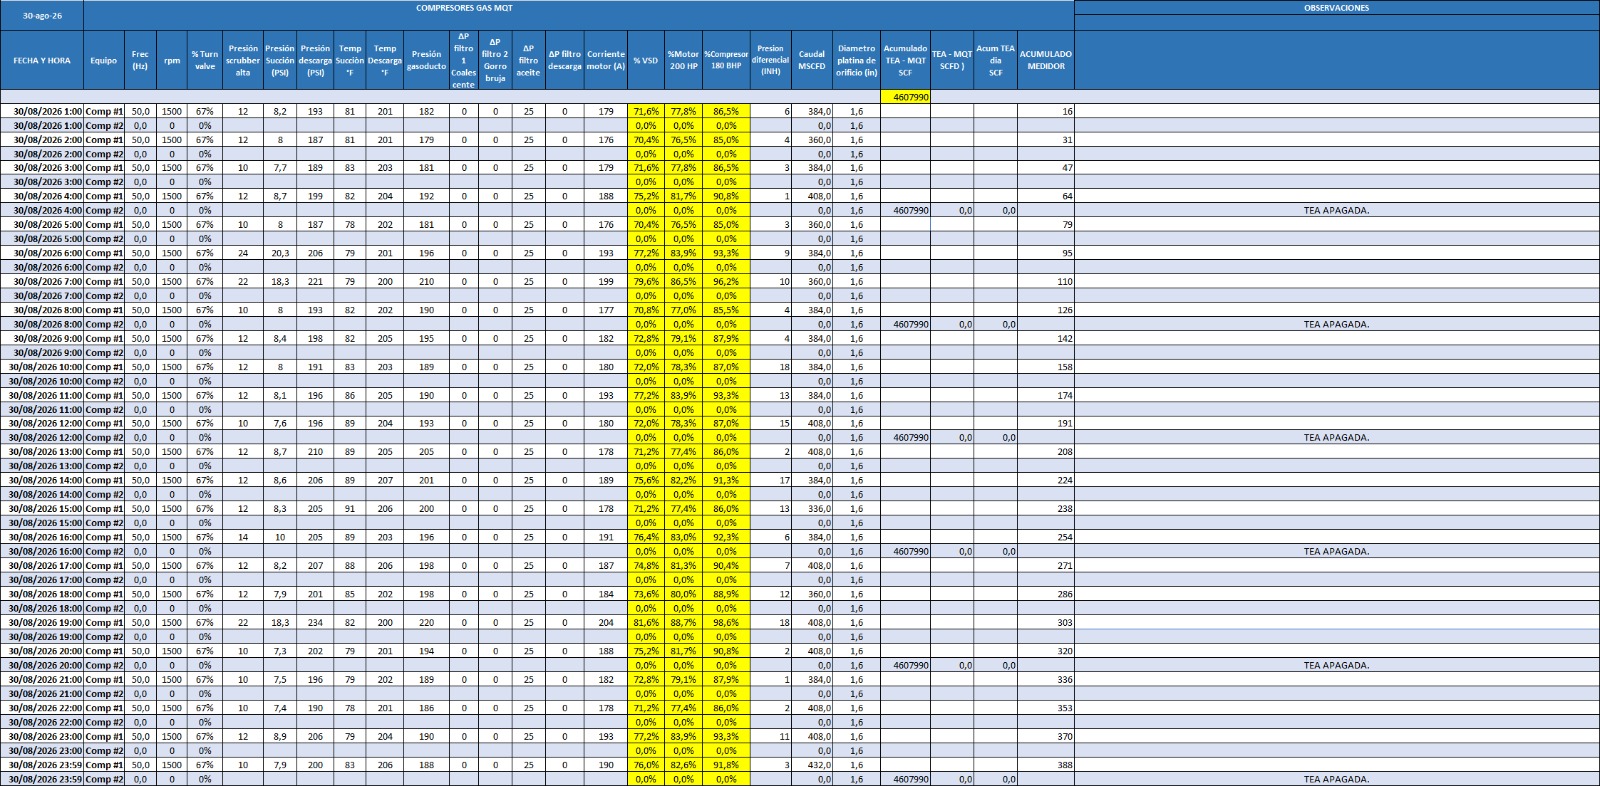 30-ago-26 COMPRESORES GAS MQT OBSERVACIONES
FECHA Y HORA Equipo Frec (Hz) rpm % Turn valve Presión scrubber alta Presión Succión (PSI) Presión descarga (PSI) Temp Succión °F Temp Descarga °F Presión gasoducto ΔP filtro 1 Coales cente ΔP filtro 2 Gorro bruja ΔP filtro aceite ΔP filtro descarga Corriente motor (A) % VSD %Motor 200 HP %Compresor 180 BHP Presion diferencial (INH) Caudal MSCFD Diametro platina de orificio (in) Acumulado TEA - MQT SCF TEA - MQT SCFD ) Acum TEA dia SCF ACUMULADO MEDIDOR
4607990
30/08/2026 1:00 Comp #1 50,0 1500 67% 12 8,2 193 81 201 182 0 0 25 0 179 71,6% 77,8% 86,5% 6 384,0 1,6 16
30/08/2026 1:00 Comp #2 0,0 0 0% 0,0% 0,0% 0,0% 0,0 1,6
30/08/2026 2:00 Comp #1 50,0 1500 67% 12 8 187 81 201 179 0 0 25 0 176 70,4% 76,5% 85,0% 4 360,0 1,6 31
30/08/2026 2:00 Comp #2 0,0 0 0% 0,0% 0,0% 0,0% 0,0 1,6
30/08/2026 3:00 Comp #1 50,0 1500 67% 10 7,7 189 83 203 181 0 0 25 0 179 71,6% 77,8% 86,5% 3 384,0 1,6 47
30/08/2026 3:00 Comp #2 0,0 0 0% 0,0% 0,0% 0,0% 0,0 1,6
30/08/2026 4:00 Comp #1 50,0 1500 67% 12 8,7 199 82 204 192 0 0 25 0 188 75,2% 81,7% 90,8% 1 408,0 1,6 64
30/08/2026 4:00 Comp #2 0,0 0 0% 0,0% 0,0% 0,0% 0,0 1,6 4607990 0,0 0,0 TEA APAGADA.
30/08/2026 5:00 Comp #1 50,0 1500 67% 10 8 187 78 202 181 0 0 25 0 176 70,4% 76,5% 85,0% 3 360,0 1,6 79
30/08/2026 5:00 Comp #2 0,0 0 0% 0,0% 0,0% 0,0% 0,0 1,6
30/08/2026 6:00 Comp #1 50,0 1500 67% 24 20,3 206 79 201 196 0 0 25 0 193 77,2% 83,9% 93,3% 9 384,0 1,6 95
30/08/2026 6:00 Comp #2 0,0 0 0% 0,0% 0,0% 0,0% 0,0 1,6
30/08/2026 7:00 Comp #1 50,0 1500 67% 22 18,3 221 79 200 210 0 0 25 0 199 79,6% 86,5% 96,2% 10 360,0 1,6 110
30/08/2026 7:00 Comp #2 0,0 0 0% 0,0% 0,0% 0,0% 0,0 1,6
30/08/2026 8:00 Comp #1 50,0 1500 67% 10 8 193 82 202 190 0 0 25 0 177 70,8% 77,0% 85,5% 4 384,0 1,6 126
30/08/2026 8:00 Comp #2 0,0 0 0% 0,0% 0,0% 0,0% 0,0 1,6 4607990 0,0 0,0 TEA APAGADA.
30/08/2026 9:00 Comp #1 50,0 1500 67% 12 8,4 198 82 205 195 0 0 25 0 182 72,8% 79,1% 87,9% 4 384,0 1,6 142
30/08/2026 9:00 Comp #2 0,0 0 0% 0,0% 0,0% 0,0% 0,0 1,6
30/08/2026 10:00 Comp #1 50,0 1500 67% 12 8 191 83 203 189 0 0 25 0 180 72,0% 78,3% 87,0% 18 384,0 1,6 158
30/08/2026 10:00 Comp #2 0,0 0 0% 0,0% 0,0% 0,0% 0,0 1,6
30/08/2026 11:00 Comp #1 50,0 1500 67% 12 8,1 196 86 205 190 0 0 25 0 193 77,2% 83,9% 93,3% 13 384,0 1,6 174
30/08/2026 11:00 Comp #2 0,0 0 0% 0,0% 0,0% 0,0% 0,0 1,6
30/08/2026 12:00 Comp #1 50,0 1500 67% 10 7,6 196 89 204 193 0 0 25 0 180 72,0% 78,3% 87,0% 15 408,0 1,6 191
30/08/2026 12:00 Comp #2 0,0 0 0% 0,0% 0,0% 0,0% 0,0 1,6 4607990 0,0 0,0 TEA APAGADA.
30/08/2026 13:00 Comp #1 50,0 1500 67% 12 8,7 210 89 205 205 0 0 25 0 178 71,2% 77,4% 86,0% 2 408,0 1,6 208
30/08/2026 13:00 Comp #2 0,0 0 0% 0,0% 0,0% 0,0% 0,0 1,6
30/08/2026 14:00 Comp #1 50,0 1500 67% 12 8,6 206 89 207 201 0 0 25 0 189 75,6% 82,2% 91,3% 17 384,0 1,6 224
30/08/2026 14:00 Comp #2 0,0 0 0% 0,0% 0,0% 0,0% 0,0 1,6
30/08/2026 15:00 Comp #1 50,0 1500 67% 12 8,3 205 91 206 200 0 0 25 0 178 71,2% 77,4% 86,0% 13 336,0 1,6 238
30/08/2026 15:00 Comp #2 0,0 0 0% 0,0% 0,0% 0,0% 0,0 1,6
30/08/2026 16:00 Comp #1 50,0 1500 67% 14 10 205 89 203 196 0 0 25 0 191 76,4% 83,0% 92,3% 6 384,0 1,6 254
30/08/2026 16:00 Comp #2 0,0 0 0% 0,0% 0,0% 0,0% 0,0 1,6 4607990 0,0 0,0 TEA APAGADA.
30/08/2026 17:00 Comp #1 50,0 1500 67% 12 8,2 207 88 206 198 0 0 25 0 187 74,8% 81,3% 90,4% 7 408,0 1,6 271
30/08/2026 17:00 Comp #2 0,0 0 0% 0,0% 0,0% 0,0% 0,0 1,6
30/08/2026 18:00 Comp #1 50,0 1500 67% 12 7,9 201 85 202 198 0 0 25 0 184 73,6% 80,0% 88,9% 12 360,0 1,6 286
30/08/2026 18:00 Comp #2 0,0 0 0% 0,0% 0,0% 0,0% 0,0 1,6
30/08/2026 19:00 Comp #1 50,0 1500 67% 22 18,3 234 82 200 220 0 0 25 0 204 81,6% 88,7% 98,6% 18 408,0 1,6 303
30/08/2026 19:00 Comp #2 0,0 0 0% 0,0% 0,0% 0,0% 0,0 1,6
30/08/2026 20:00 Comp #1 50,0 1500 67% 10 7,3 202 79 201 194 0 0 25 0 188 75,2% 81,7% 90,8% 2 408,0 1,6 320
30/08/2026 20:00 Comp #2 0,0 0 0% 0,0% 0,0% 0,0% 0,0 1,6 4607990 0,0 0,0 TEA APAGADA.
30/08/2026 21:00 Comp #1 50,0 1500 67% 10 7,5 196 79 202 189 0 0 25 0 182 72,8% 79,1% 87,9% 1 384,0 1,6 336
30/08/2026 21:00 Comp #2 0,0 0 0% 0,0% 0,0% 0,0% 0,0 1,6
30/08/2026 22:00 Comp #1 50,0 1500 67% 10 7,4 190 78 201 186 0 0 25 0 178 71,2% 77,4% 86,0% 2 408,0 1,6 353
30/08/2026 22:00 Comp #2 0,0 0 0% 0,0% 0,0% 0,0% 0,0 1,6
30/08/2026 23:00 Comp #1 50,0 1500 67% 12 8,9 206 79 204 190 0 0 25 0 193 77,2% 83,9% 93,3% 11 408,0 1,6 370
30/08/2026 23:00 Comp #2 0,0 0 0% 0,0% 0,0% 0,0% 0,0 1,6
30/08/2026 23:59 Comp #1 50,0 1500 67% 10 7,9 200 83 206 188 0 0 25 0 190 76,0% 82,6% 91,8% 3 432,0 1,6 388
30/08/2026 23:59 Comp #2 0,0 0 0% 0,0% 0,0% 0,0% 0,0 1,6 4607990 0,0 0,0 TEA APAGADA.